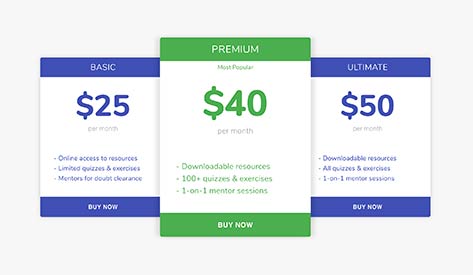 BASIC
$25
per month
- Online access to resources
- Limited quizzes & exercises
- Mentors for doubt clearance
BUY NOW
PREMIUM
Most Popular
$40
per month
- Downloadable resources
- 100+ quizzes & exercises
- 1-on-1 mentor sessions
BUY NOW
ULTIMATE
$50
per month
- Downloadable resources
- All quizzes & exercises
- 1-on-1 mentor sessions
BUY NOW